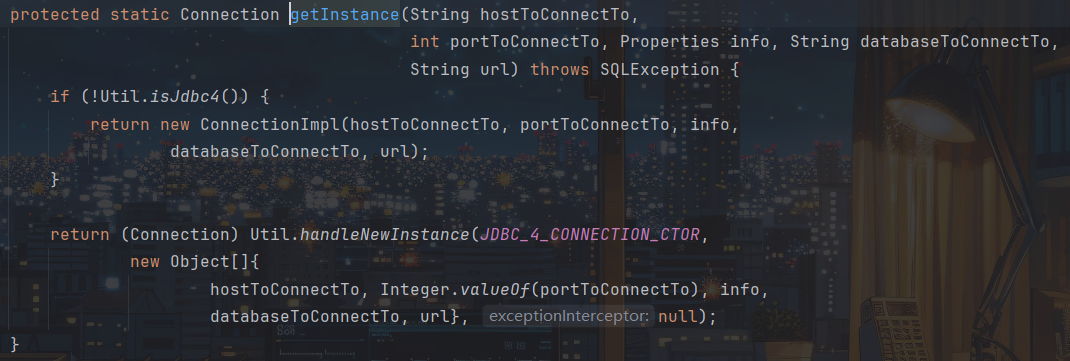 protected static Connection getInstance(String hostToConnectTo,
int portToConnectTo, Properties info, String databaseToConnectTo,
String url) throws SQLException {
if (!Util.isJdbc4()) {
return new ConnectionImpl(hostToConnectTo, portToConnectTo, info,
databaseToConnectTo, url);
}
return (Connection) Util.handleNewInstance(JDBC_4_CONNECTION_CTOR,
new Object[]{
hostToConnectTo, Integer.valueOf(portToConnectTo), info,
databaseToConnectTo, url}, exceptionInterceptor: null);
}